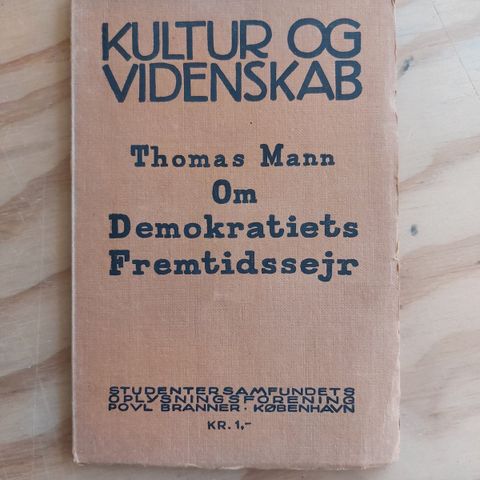 KULTUR OG
VIDENSKAB
Thomas Mann
Om
Demokratiets
Fremtidssejr
STUDENTERSAMFUNDETS
OPLYSNINGSFORENING
POVL BRANNER · KØBENHAVN
KR. 1,-